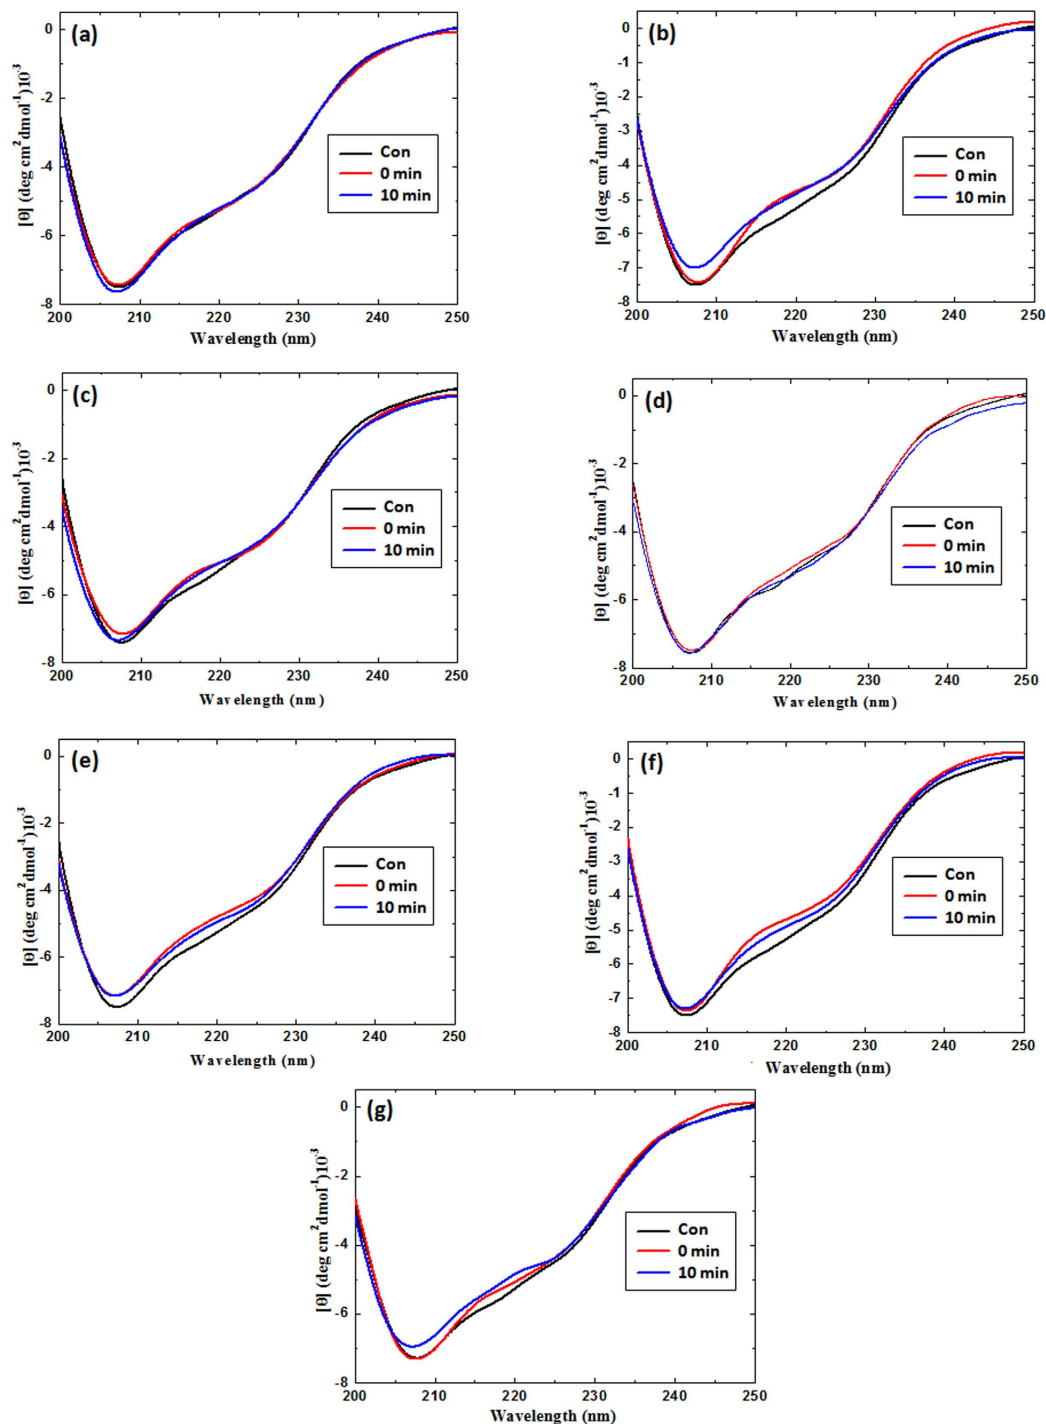 (a)
0
-2
-4
-6
-8
[θ] (deg cm²dmol⁻¹)10⁻³
Con
0 min
10 min
200 210 220 230 240 250
Wavelength (nm)
(b)
0
-1
-2
-3
-4
-5
-6
-7
-8
[θ] (deg cm²dmol⁻¹)10⁻³
Con
0 min
10 min
200 210 220 230 240 250
Wavelength (nm)
(c)
0
-2
-4
-6
-8
[θ] (deg cm²dmol⁻¹)10⁻³
Con
0 min
10 min
200 210 220 230 240 250
Wavelength (nm)
(d)
0
-2
-4
-6
-8
[θ] (deg cm²dmol⁻¹)10⁻³
Con
0 min
10 min
200 210 220 230 240 250
Wavelength (nm)
(e)
0
-2
-4
-6
-8
[θ] (deg cm²dmol⁻¹)10⁻³
Con
0 min
10 min
200 210 220 230 240 250
Wavelength (nm)
(f)
0
-1
-2
-3
-4
-5
-6
-7
-8
[θ] (deg cm²dmol⁻¹)10⁻³
Con
0 min
10 min
200 210 220 230 240 250
Wavelength (nm)
(g)
0
-2
-4
-6
-8
[θ] (deg cm²dmol⁻¹)10⁻³
Con
0 min
10 min
200 210 220 230 240 250
Wavelength (nm)